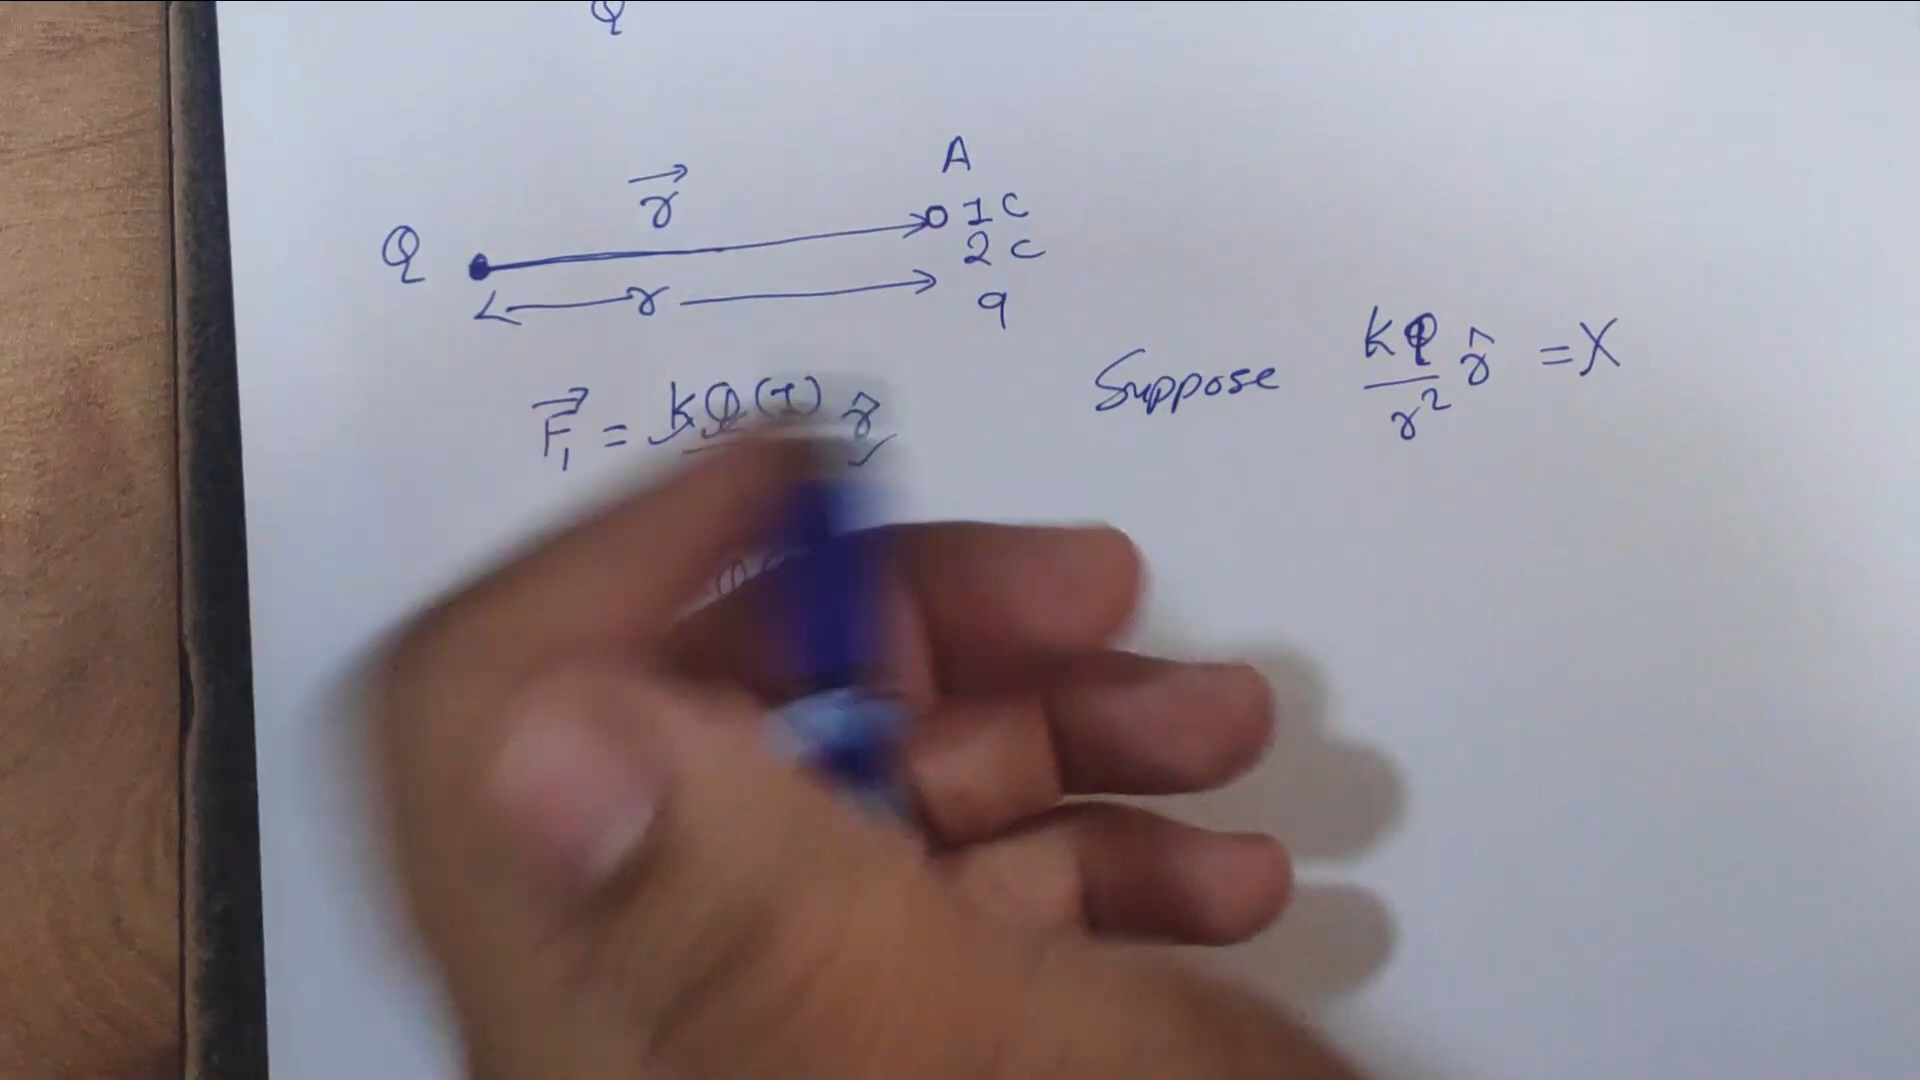 Q
A
r⃗
1 C
Q
2 C
r
q
Suppose kQ/r² r̂ = X
F⃗₁ = kQ(1) r̂